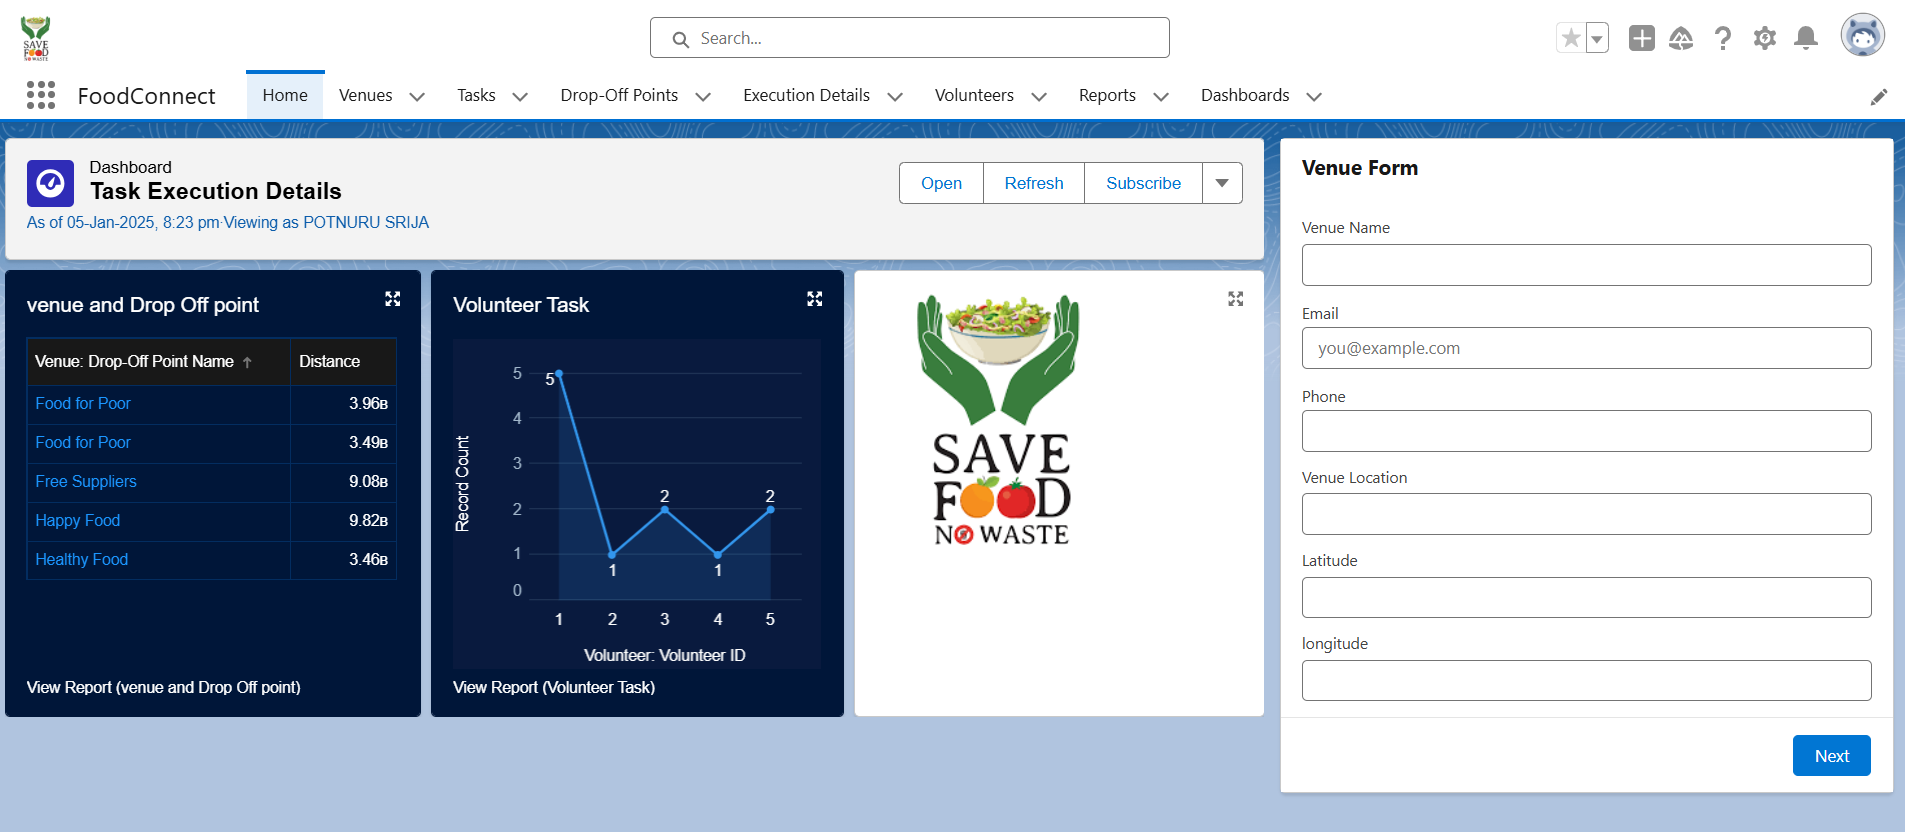 SAVE
FOOD
NO WASTE
Search...
FoodConnect
Home
Venues
Tasks
Drop-Off Points
Execution Details
Volunteers
Reports
Dashboards
Dashboard
Task Execution Details
As of 05-Jan-2025, 8:23 pm·Viewing as POTNURU SRIJA
Open
Refresh
Subscribe
venue and Drop Off point
Venue: Drop-Off Point Name ↑ Distance
Food for Poor 3.96B
Food for Poor 3.49B
Free Suppliers 9.08B
Happy Food 9.82B
Healthy Food 3.46B
View Report (venue and Drop Off point)
Volunteer Task
Record Count
5
4
3
2
1
0
5
1
2
1
2
1 2 3 4 5
Volunteer: Volunteer ID
View Report (Volunteer Task)
SAVE
FOOD
NO WASTE
Venue Form
Venue Name
Email
you@example.com
Phone
Venue Location
Latitude
longitude
Next